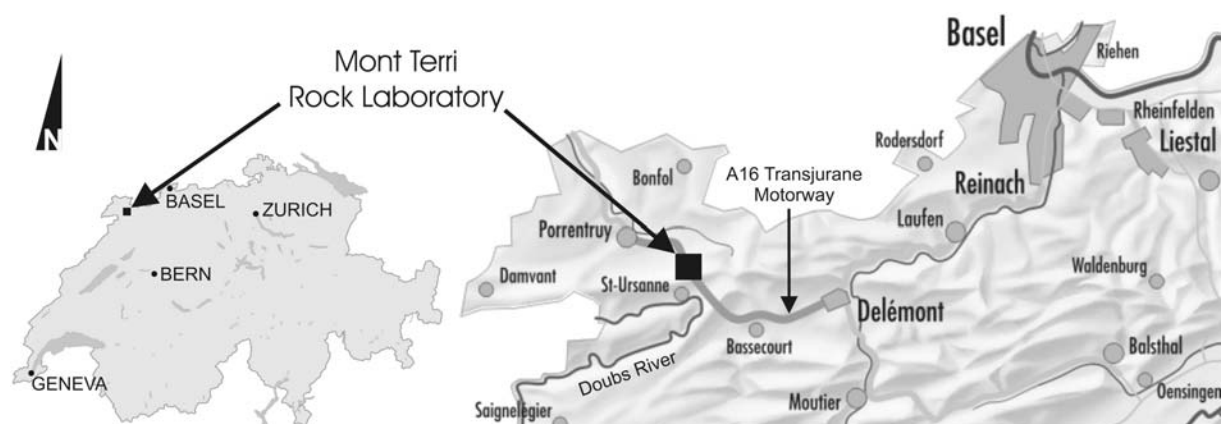 Mont Terri
Rock Laboratory
N
BASEL
ZURICH
BERN
GENEVA
Basel
Riehen
Rheinfelden
Liestal
Rodersdorf
Reinach
Bonfol
A16 Transjurane
Motorway
Laufen
Porrentruy
Damvant
St-Ursanne
Waldenburg
Delémont
Bassecourt
Balsthal
Doubs River
Oensingen
Moutier
Saignelégier